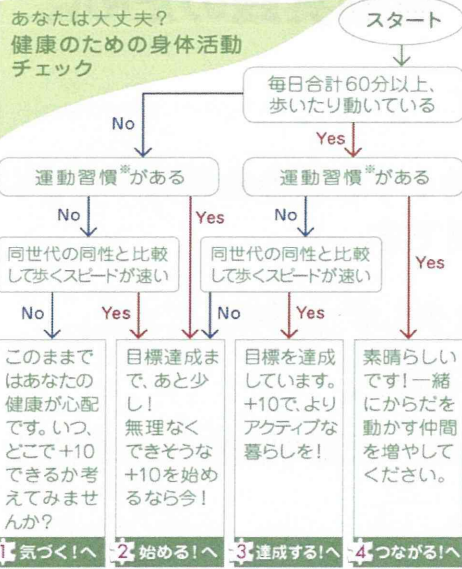 あなたは大丈夫?
健康のための身体活動
チェック
スタート
毎日合計60分以上、
歩いたり動いている
No
Yes
運動習慣※がある
運動習慣※がある
No
Yes
No
Yes
同世代の同性と比較
して歩くスピードが速い
同世代の同性と比較
して歩くスピードが速い
No
Yes
No
Yes
このままで
はあなたの
健康が心配
です。いつ、
どこで+10
できるか考
えてみませ
んか?
目標達成ま
で、あと少
し!
無理なく
できそうな
+10を始め
るなら今!
目標を達成
しています。
+10で、より
アクティブな
暮らしを!
素晴らしい
です!一緒
にからだを
動かす仲間
を増やして
ください。
1 気づく!へ
2 始める!へ
3 達成する!へ
4 つながる!へ